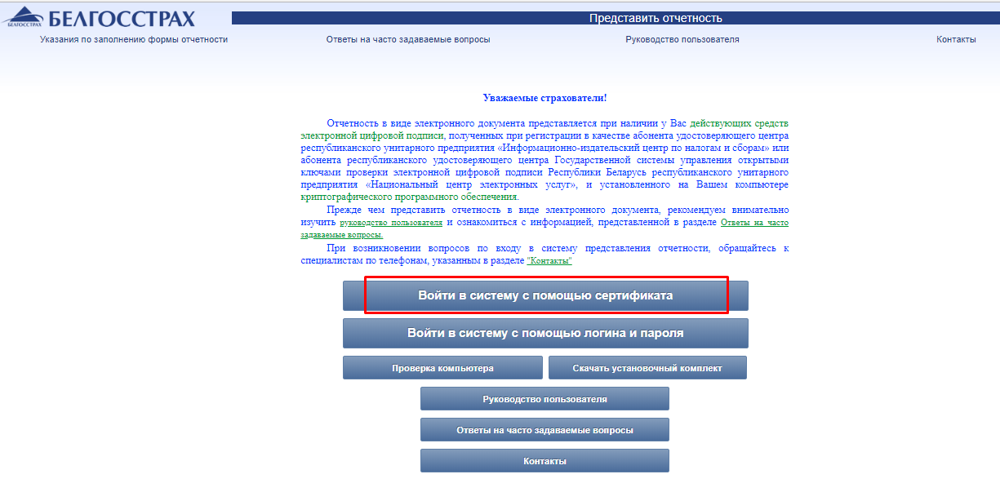 БЕЛГОССТРАХ
БЕЛГОССТРАХ
Представить отчетность
Указания по заполнению формы отчетности
Ответы на часто задаваемые вопросы
Руководство пользователя
Контакты
Уважаемые страхователи!
Отчетность в виде электронного документа представляется при наличии у Вас действующих средств
электронной цифровой подписи, полученных при регистрации в качестве абонента удостоверяющего центра
республиканского унитарного предприятия «Информационно-издательский центр по налогам и сборам» или
абонента республиканского удостоверяющего центра Государственной системы управления открытыми
ключами проверки электронной цифровой подписи Республики Беларусь республиканского унитарного
предприятия «Национальный центр электронных услуг», и установленного на Вашем компьютере
криптографического программного обеспечения.
Прежде чем представить отчетность в виде электронного документа, рекомендуем внимательно
изучить руководство пользователя и ознакомиться с информацией, представленной в разделе Ответы на часто
задаваемые вопросы.
При возникновении вопросов по входу в систему представления отчетности, обращайтесь к
специалистам по телефонам, указанным в разделе "Контакты"
Войти в систему с помощью сертификата
Войти в систему с помощью логина и пароля
Проверка компьютера
Скачать установочный комплект
Руководство пользователя
Ответы на часто задаваемые вопросы
Контакты